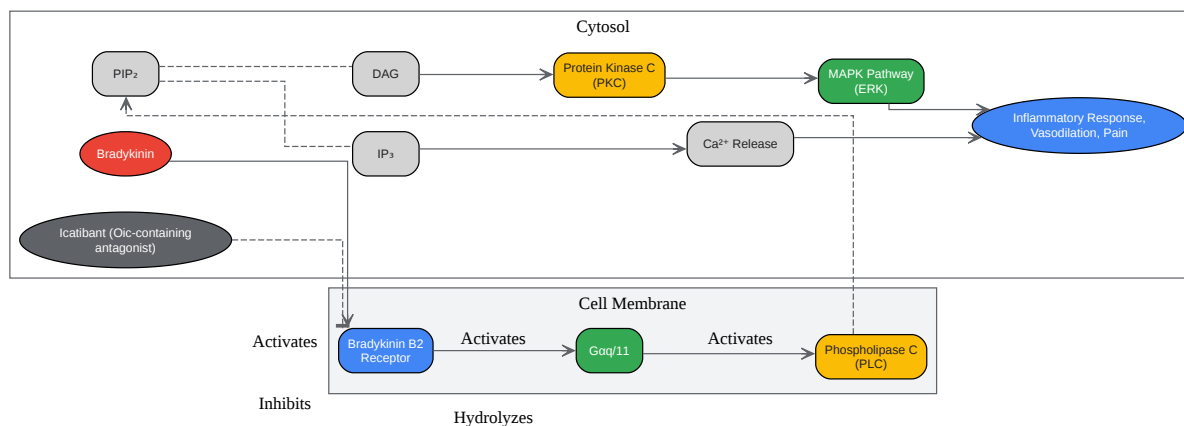 Cytosol
PIP₂
DAG
Protein Kinase C
(PKC)
MAPK Pathway
(ERK)
Inflammatory Response,
Vasodilation, Pain
Bradykinin
IP₃
Ca²⁺ Release
Icatibant (Oic-containing
antagonist)
Cell Membrane
Activates
Bradykinin B2
Receptor
Activates
Gαq/11
Activates
Phospholipase C
(PLC)
Inhibits
Hydrolyzes